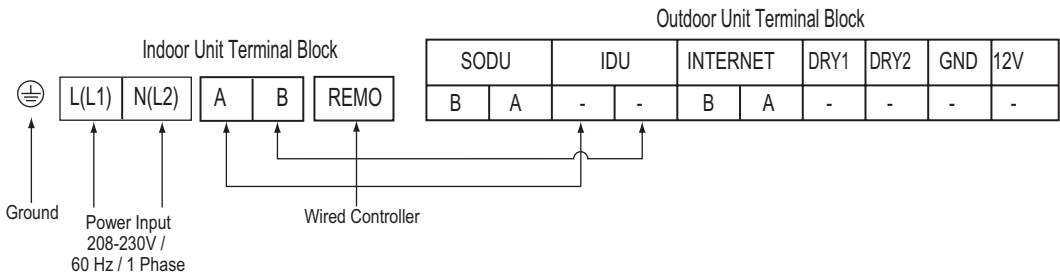 Outdoor Unit Terminal Block
Indoor Unit Terminal Block
SODU IDU INTERNET DRY1 DRY2 GND 12V
L(L1) N(L2) A B REMO
B A - - B A - - - -
Ground
Power Input
208-230V /
60 Hz / 1 Phase
Wired Controller